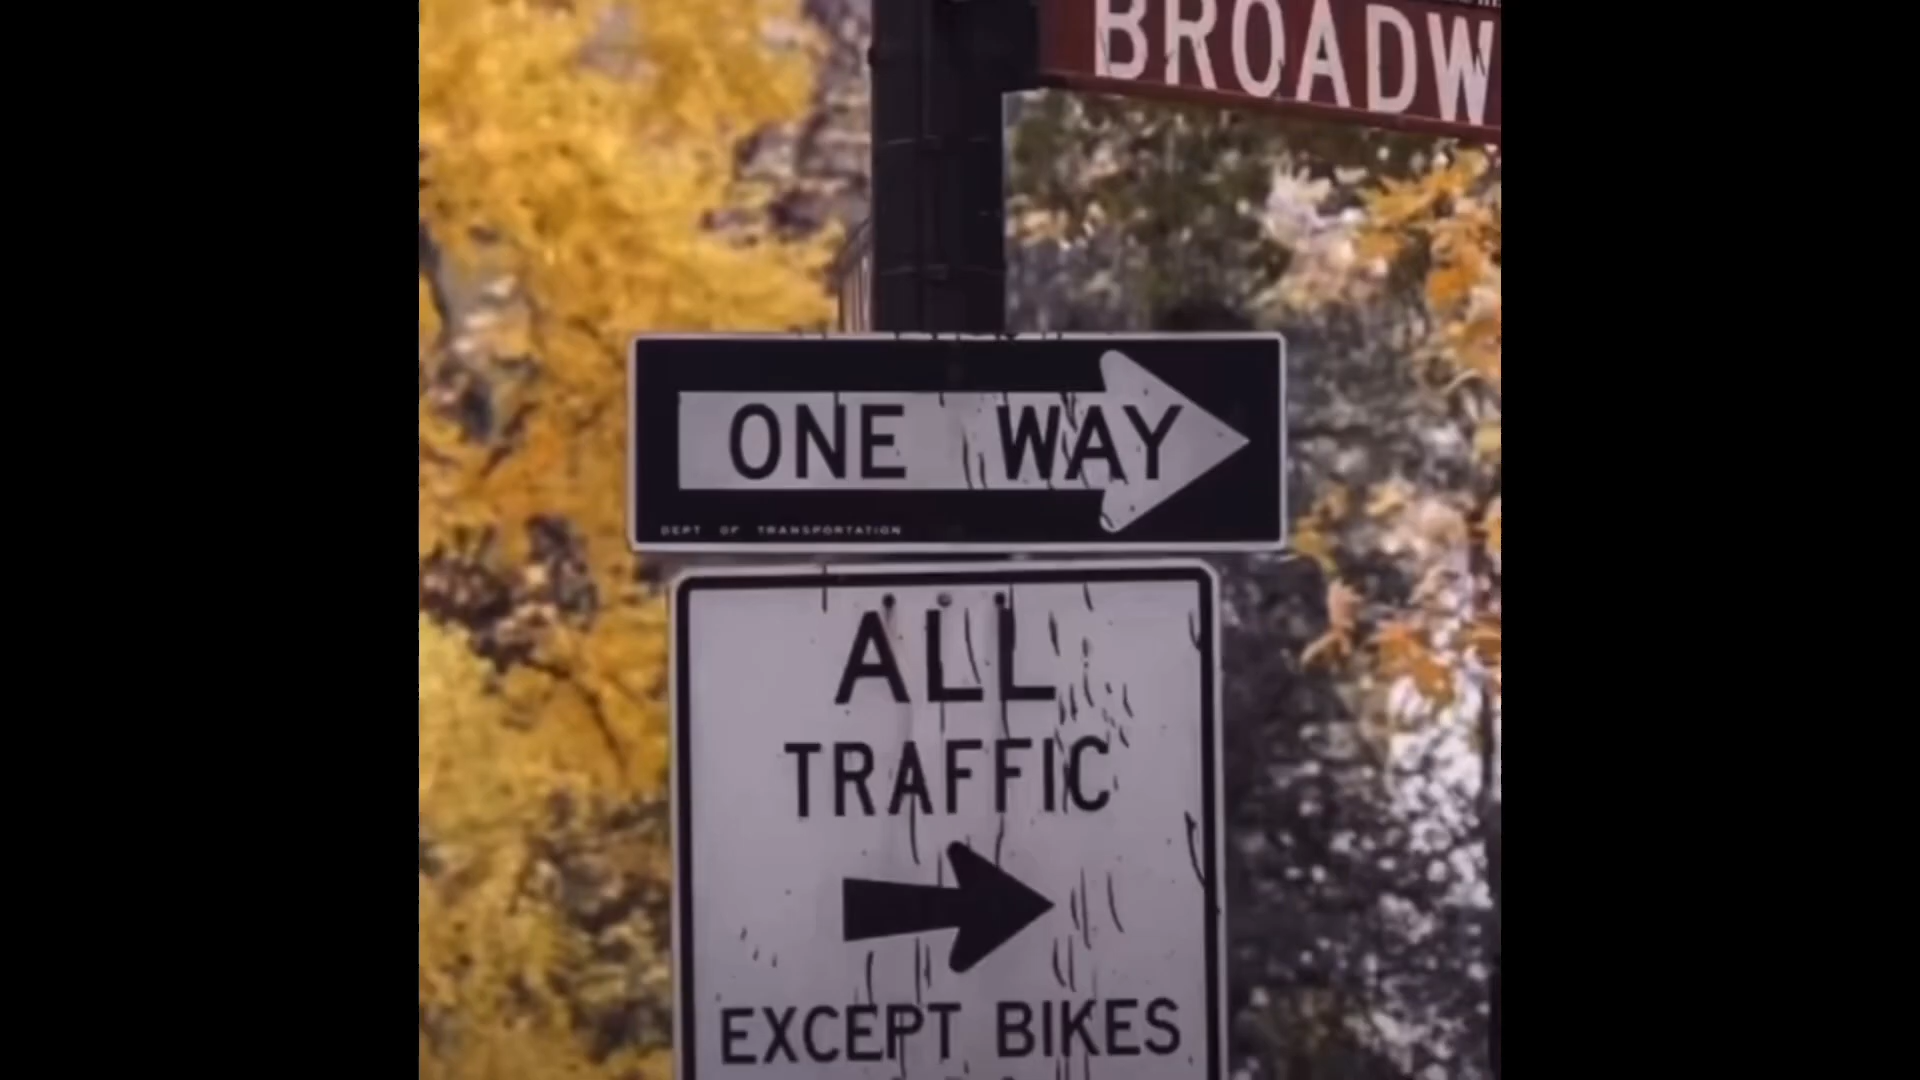 BROADW
ONE WAY
DEPT OF TRANSPORTATION
ALL
TRAFFIC
EXCEPT BIKES